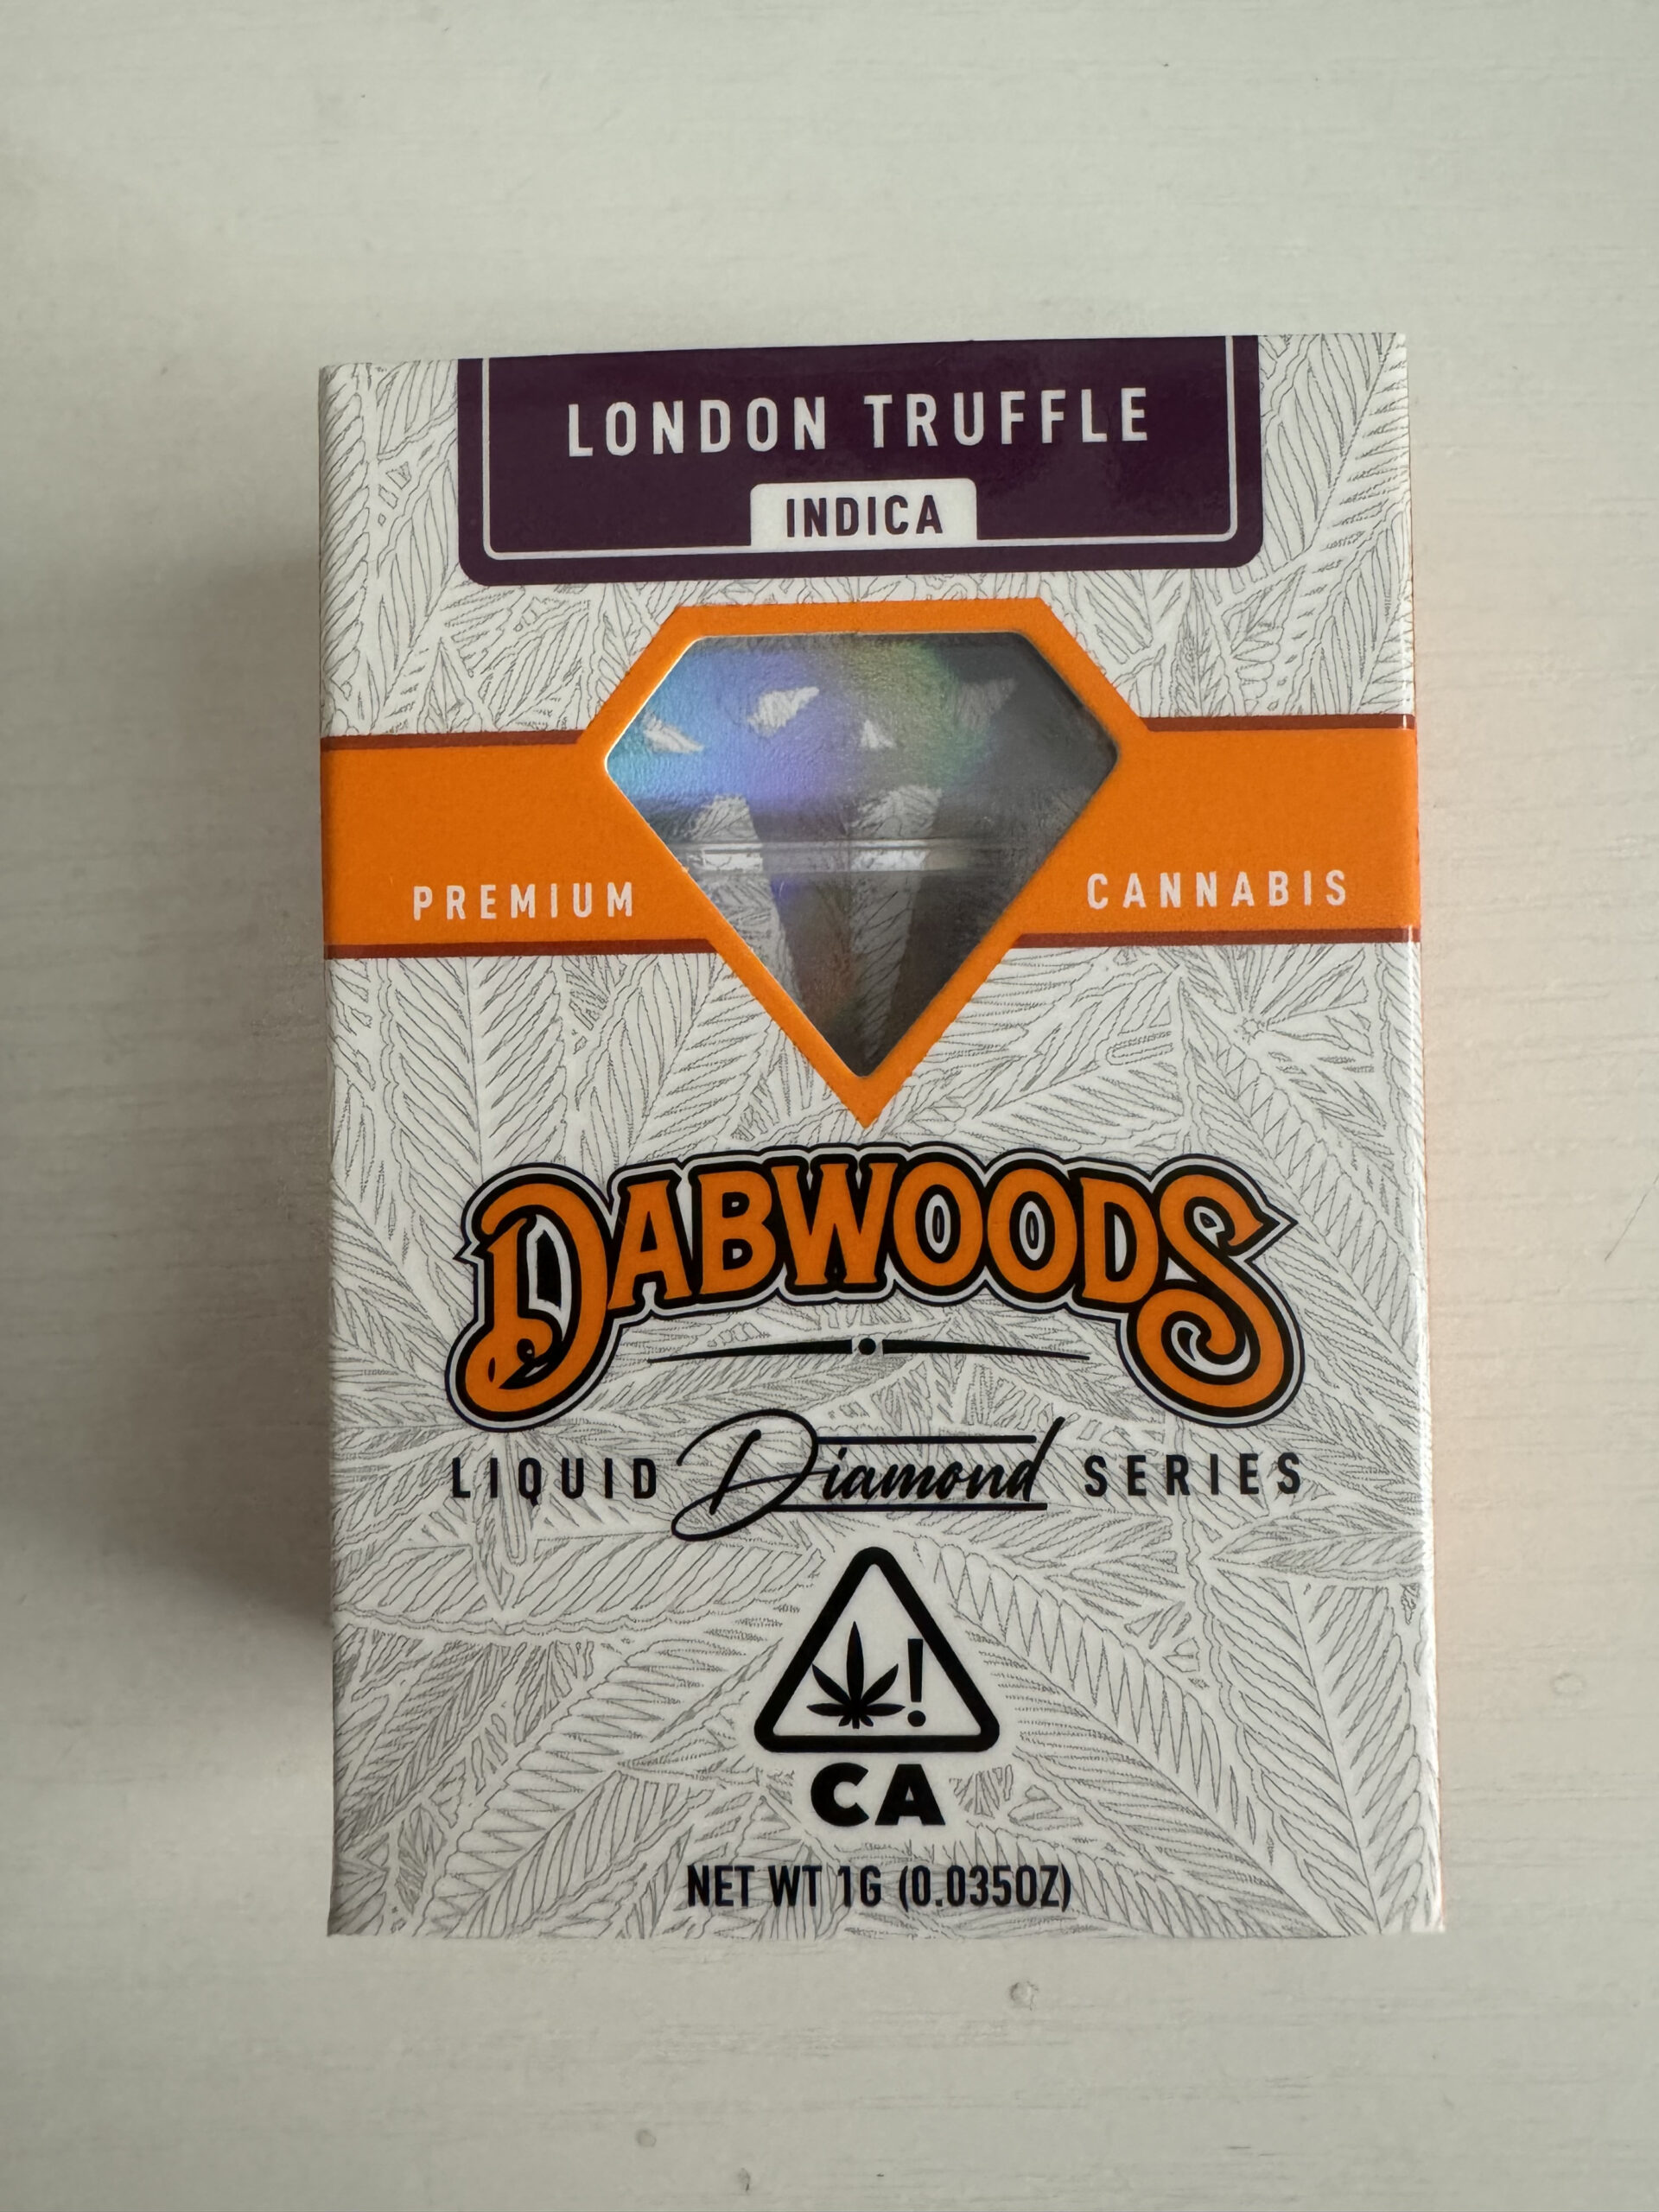 LONDON TRUFFLE
INDICA
PREMIUM CANNABIS
DABWOODS
LIQUID Diamond SERIES
!
CA
NET WT 1G (0.035OZ)